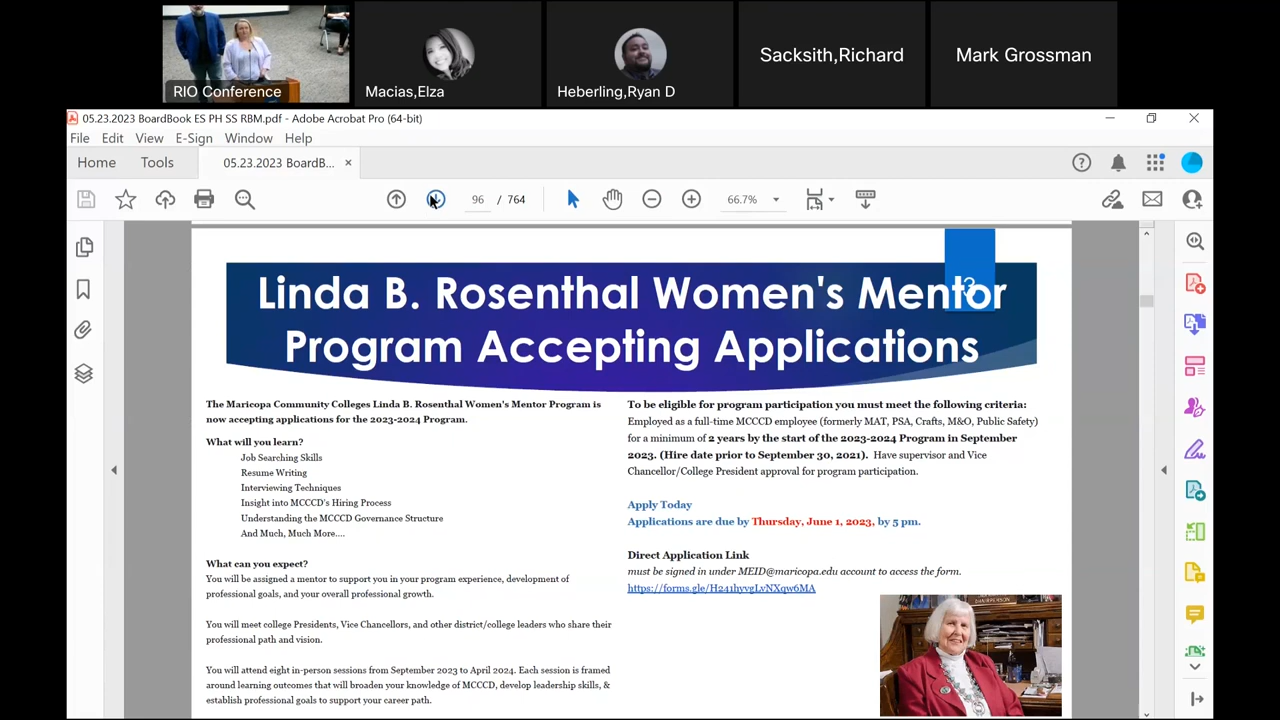 RIO Conference
Macias,Elza
Heberling,Ryan D
Sacksith,Richard
Mark Grossman
05.23.2023 BoardBook ES PH SS RBM.pdf - Adobe Acrobat Pro (64-bit)
File Edit View E-Sign Window Help
Home Tools 05.23.2023 BoardB... ×
96 / 764 66.7%
3
Linda B. Rosenthal Women's Mentor
Program Accepting Applications
The Maricopa Community Colleges Linda B. Rosenthal Women's Mentor Program is
now accepting applications for the 2023-2024 Program.
What will you learn?
Job Searching Skills
Resume Writing
Interviewing Techniques
Insight into MCCCD's Hiring Process
Understanding the MCCCD Governance Structure
And Much, Much More....
What can you expect?
You will be assigned a mentor to support you in your program experience, development of
professional goals, and your overall professional growth.
You will meet college Presidents, Vice Chancellors, and other district/college leaders who share their
professional path and vision.
You will attend eight in-person sessions from September 2023 to April 2024. Each session is framed
around learning outcomes that will broaden your knowledge of MCCCD, develop leadership skills, &
establish professional goals to support your career path.
To be eligible for program participation you must meet the following criteria:
Employed as a full-time MCCCD employee (formerly MAT, PSA, Crafts, M&O, Public Safety)
for a minimum of 2 years by the start of the 2023-2024 Program in September
2023. (Hire date prior to September 30, 2021). Have supervisor and Vice
Chancellor/College President approval for program participation.
Apply Today
Applications are due by Thursday, June 1, 2023, by 5 pm.
Direct Application Link
must be signed in under MEID@maricopa.edu account to access the form.
https://forms.gle/H241hyvgLvNXqw6MA